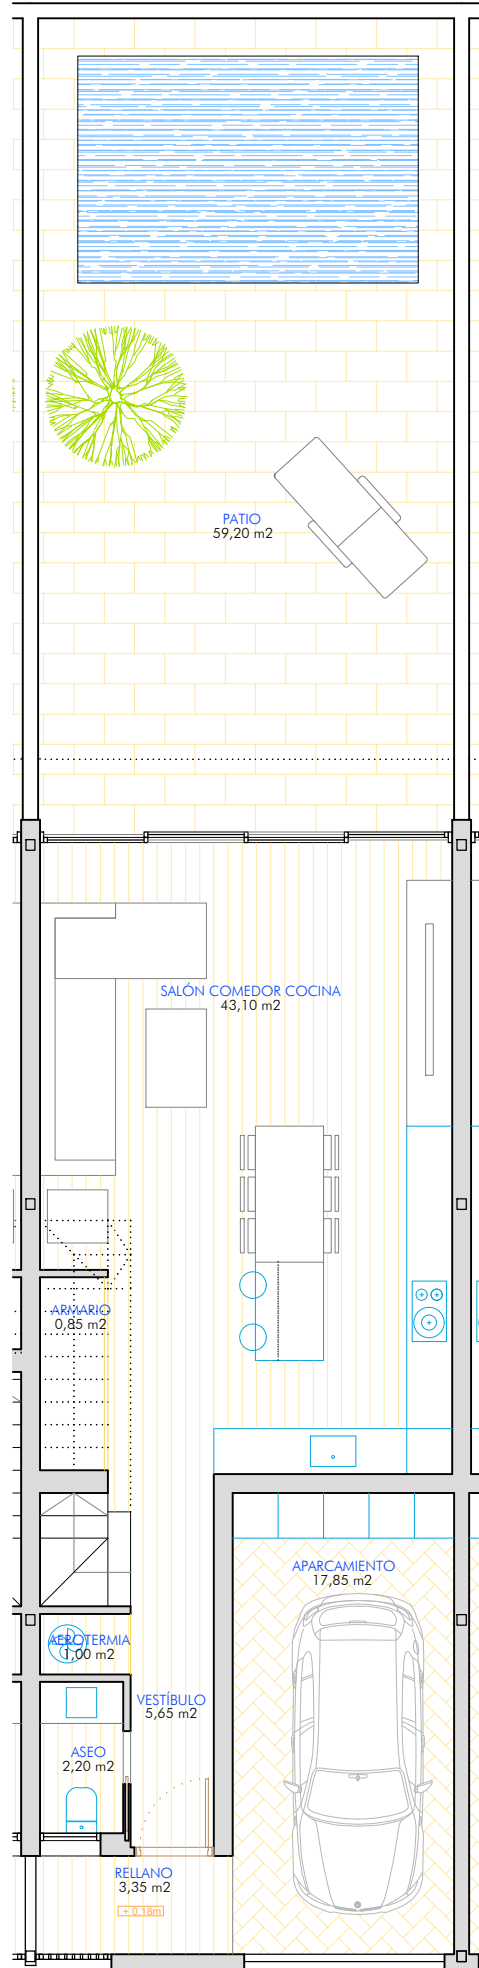 PATIO
59,20 m2
SALÓN COMEDOR COCINA
43,10 m2
ARMARIO
0,85 m2
APARCAMIENTO
17,85 m2
AEROTERMIA
1,00 m2
VESTÍBULO
5,65 m2
ASEO
2,20 m2
RELLANO
3,35 m2
+ 0.18m